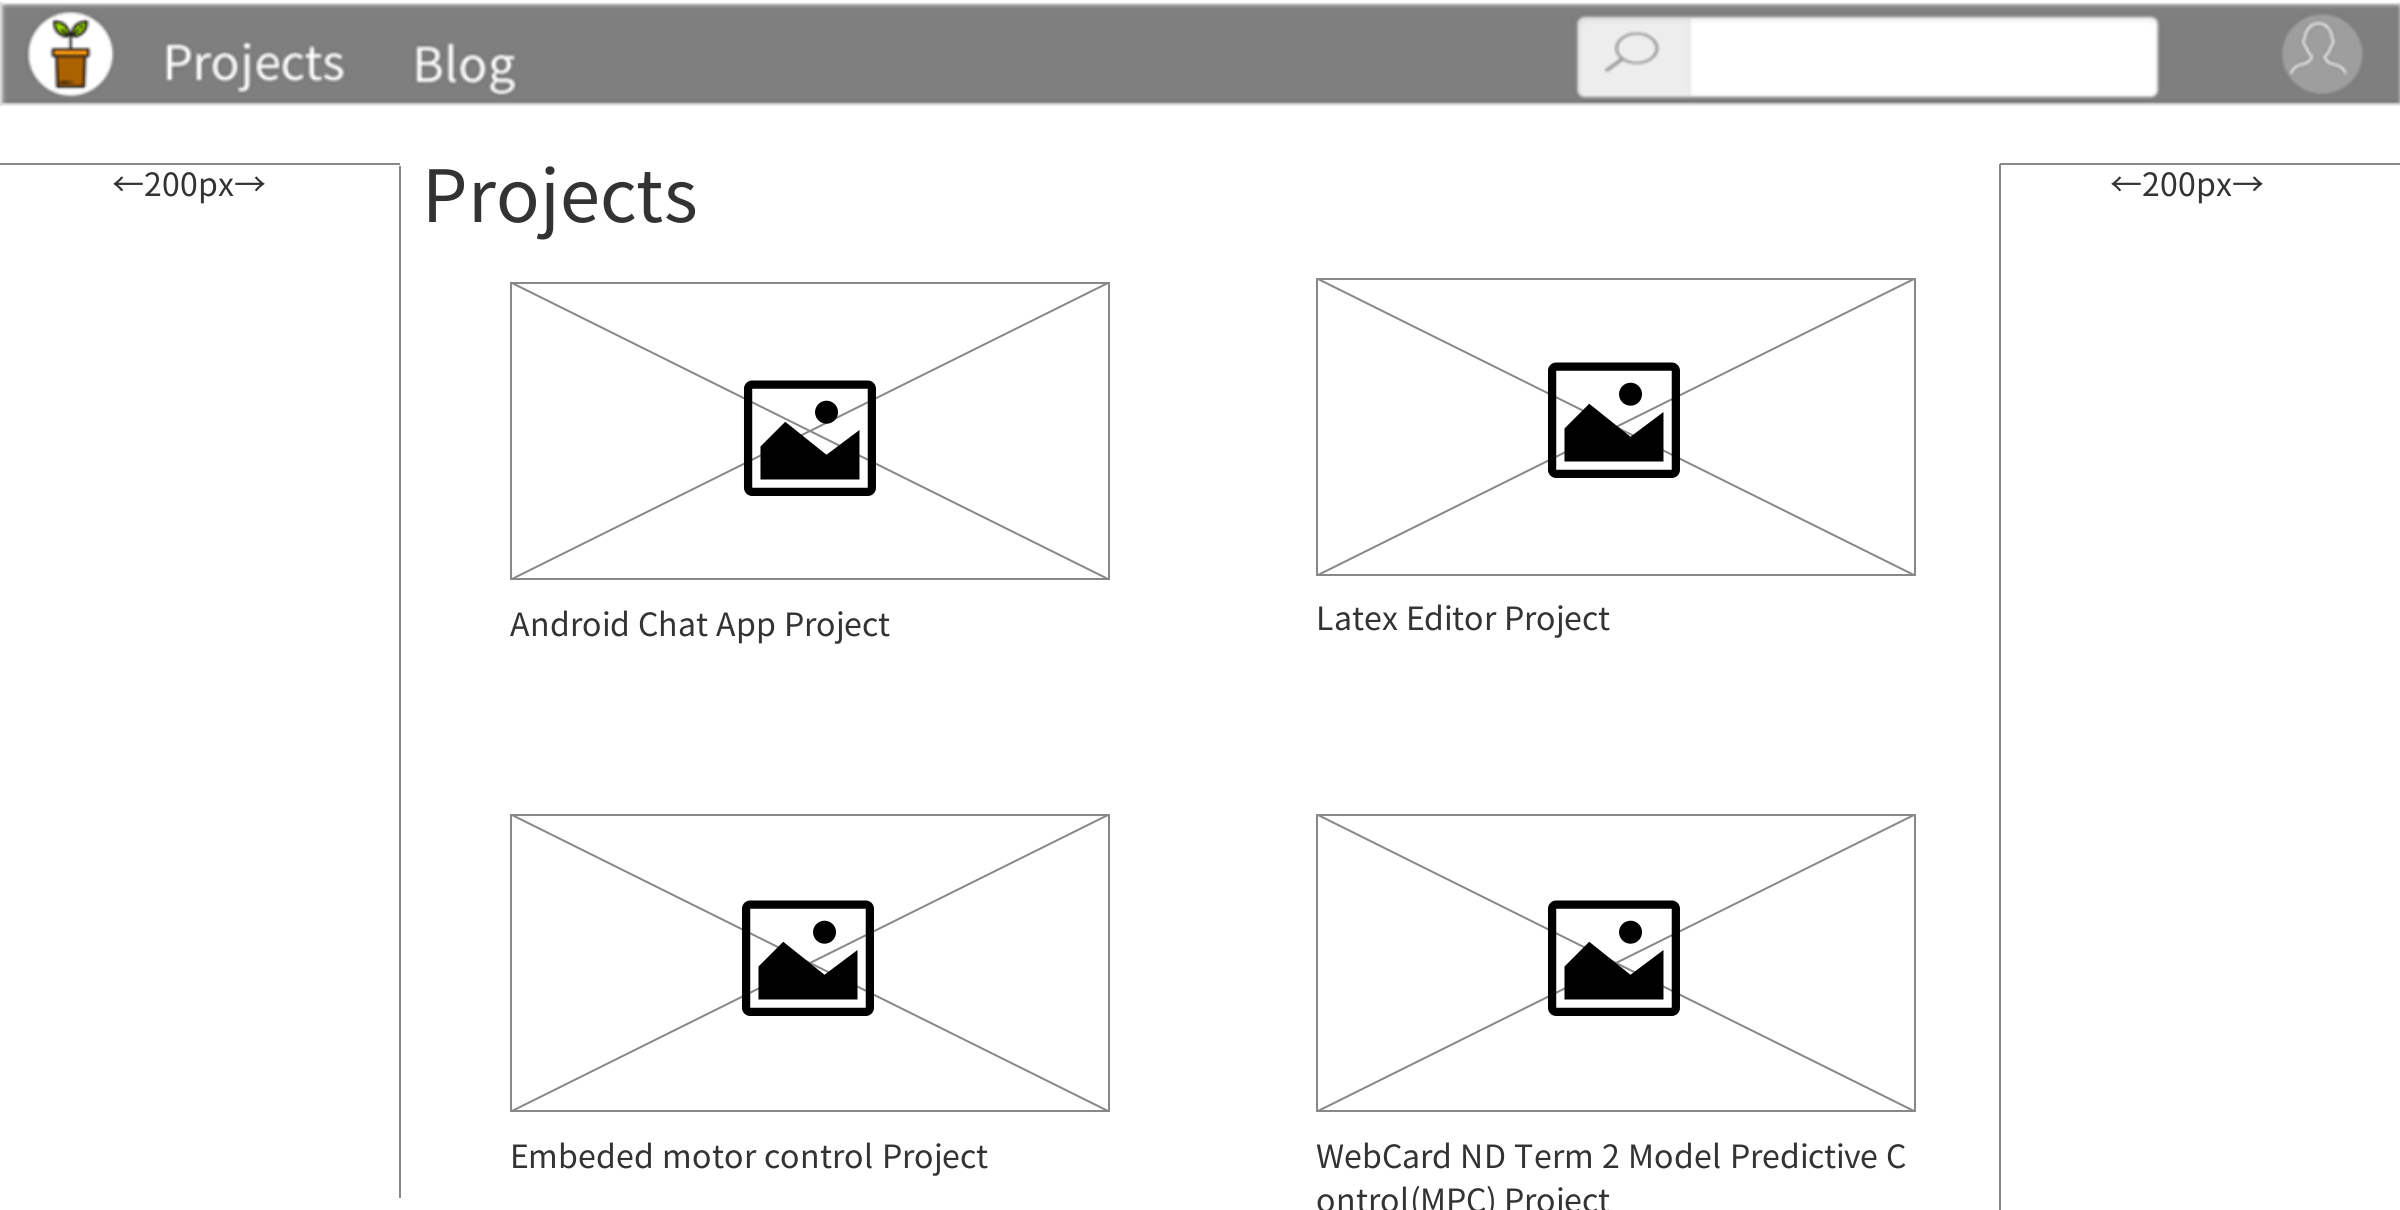 Projects Blog
←200px→
Projects
←200px→
Android Chat App Project
Latex Editor Project
Embeded motor control Project
WebCard ND Term 2 Model Predictive C
ontrol(MPC) Project